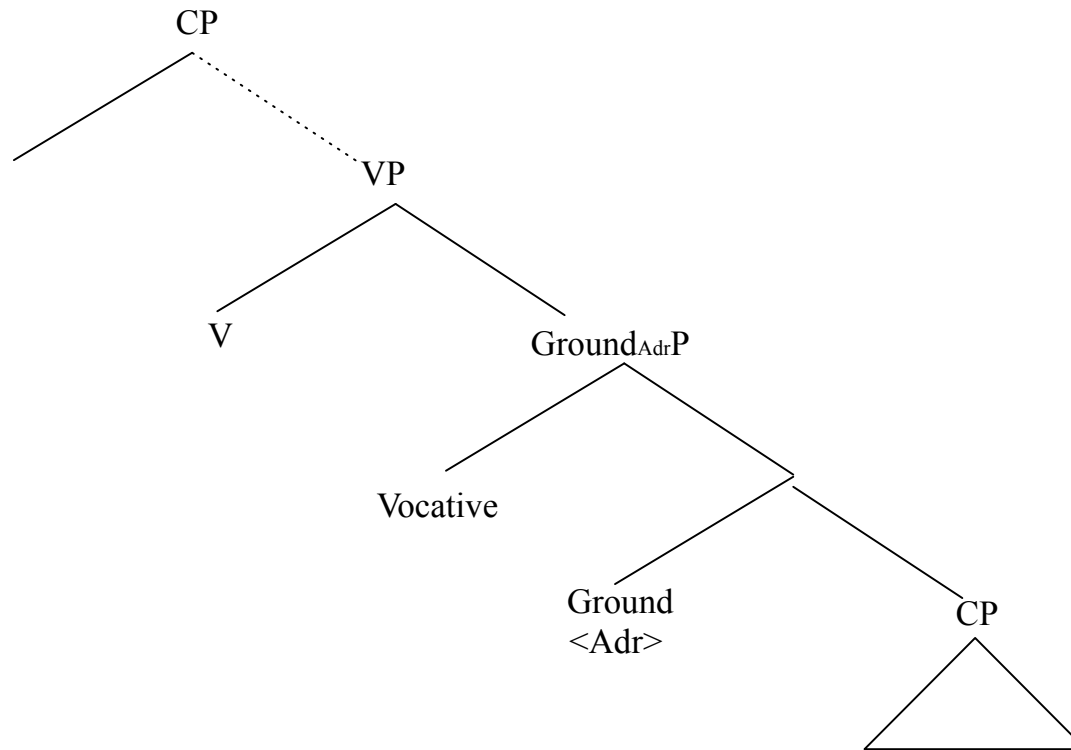 CP
VP
V
GroundAdrP
Vocative
Ground
<Adr>
CP